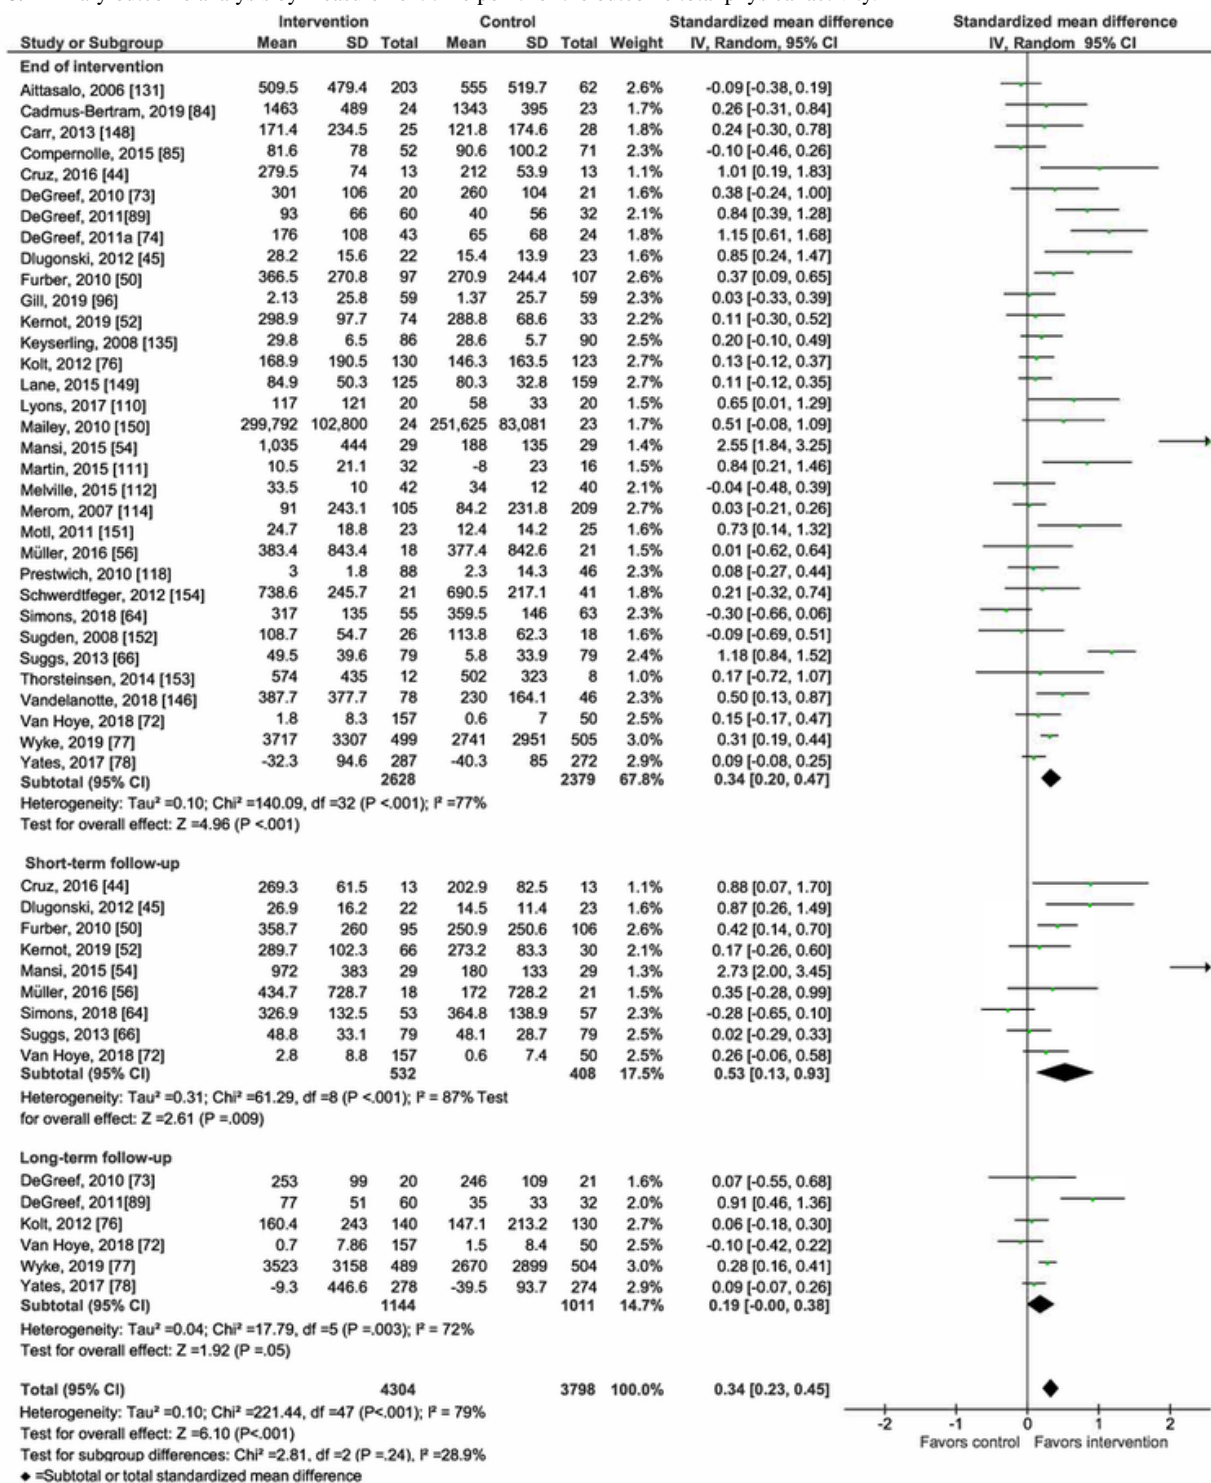 Intervention Control Standardized mean difference Standardized mean difference
Study or Subgroup Mean SD Total Mean SD Total Weight IV, Random, 95% CI IV, Random 95% CI
End of intervention
Aittasalo, 2006 [131] 509.5 479.4 203 555 519.7 62 2.6% -0.09 [-0.38, 0.19]
Cadmus-Bertram, 2019 [84] 1463 489 24 1343 395 23 1.7% 0.26 [-0.31, 0.84]
Carr, 2013 [148] 171.4 234.5 25 121.8 174.6 28 1.8% 0.24 [-0.30, 0.78]
Compernolle, 2015 [85] 81.6 78 52 90.6 100.2 71 2.3% -0.10 [-0.46, 0.26]
Cruz, 2016 [44] 279.5 74 13 212 53.9 13 1.1% 1.01 [0.19, 1.83]
DeGreef, 2010 [73] 301 106 20 260 104 21 1.6% 0.38 [-0.24, 1.00]
DeGreef, 2011[89] 93 66 60 40 56 32 2.1% 0.84 [0.39, 1.28]
DeGreef, 2011a [74] 176 108 43 65 68 24 1.8% 1.15 [0.61, 1.68]
Dlugonski, 2012 [45] 28.2 15.6 22 15.4 13.9 23 1.6% 0.85 [0.24, 1.47]
Furber, 2010 [50] 366.5 270.8 97 270.9 244.4 107 2.6% 0.37 [0.09, 0.65]
Gill, 2019 [96] 2.13 25.8 59 1.37 25.7 59 2.3% 0.03 [-0.33, 0.39]
Kernot, 2019 [52] 298.9 97.7 74 288.8 68.6 33 2.2% 0.11 [-0.30, 0.52]
Keyserling, 2008 [135] 29.8 6.5 86 28.6 5.7 90 2.5% 0.20 [-0.10, 0.49]
Kolt, 2012 [76] 168.9 190.5 130 146.3 163.5 123 2.7% 0.13 [-0.12, 0.37]
Lane, 2015 [149] 84.9 50.3 125 80.3 32.8 159 2.7% 0.11 [-0.12, 0.35]
Lyons, 2017 [110] 117 121 20 58 33 20 1.5% 0.65 [0.01, 1.29]
Mailey, 2010 [150] 299,792 102,800 24 251,625 83,081 23 1.7% 0.51 [-0.08, 1.09]
Mansi, 2015 [54] 1,035 444 29 188 135 29 1.4% 2.55 [1.84, 3.25]
Martin, 2015 [111] 10.5 21.1 32 -8 23 16 1.5% 0.84 [0.21, 1.46]
Melville, 2015 [112] 33.5 10 42 34 12 40 2.1% -0.04 [-0.48, 0.39]
Merom, 2007 [114] 91 243.1 105 84.2 231.8 209 2.7% 0.03 [-0.21, 0.26]
Motl, 2011 [151] 24.7 18.8 23 12.4 14.2 25 1.6% 0.73 [0.14, 1.32]
Müller, 2016 [56] 383.4 843.4 18 377.4 842.6 21 1.5% 0.01 [-0.62, 0.64]
Prestwich, 2010 [118] 3 1.8 88 2.3 14.3 46 2.3% 0.08 [-0.27, 0.44]
Schwerdtfeger, 2012 [154] 738.6 245.7 21 690.5 217.1 41 1.8% 0.21 [-0.32, 0.74]
Simons, 2018 [64] 317 135 55 359.5 146 63 2.3% -0.30 [-0.66, 0.06]
Sugden, 2008 [152] 108.7 54.7 26 113.8 62.3 18 1.6% -0.09 [-0.69, 0.51]
Suggs, 2013 [66] 49.5 39.6 79 5.8 33.9 79 2.4% 1.18 [0.84, 1.52]
Thorsteinsen, 2014 [153] 574 435 12 502 323 8 1.0% 0.17 [-0.72, 1.07]
Vandelanotte, 2018 [146] 387.7 377.7 78 230 164.1 46 2.3% 0.50 [0.13, 0.87]
Van Hoye, 2018 [72] 1.8 8.3 157 0.6 7 50 2.5% 0.15 [-0.17, 0.47]
Wyke, 2019 [77] 3717 3307 499 2741 2951 505 3.0% 0.31 [0.19, 0.44]
Yates, 2017 [78] -32.3 94.6 287 -40.3 85 272 2.9% 0.09 [-0.08, 0.25]
Subtotal (95% CI) 2628 2379 67.8% 0.34 [0.20, 0.47]
Heterogeneity: Tau² =0.10; Chi² =140.09, df =32 (P <.001); I² =77%
Test for overall effect: Z =4.96 (P <.001)
Short-term follow-up
Cruz, 2016 [44] 269.3 61.5 13 202.9 82.5 13 1.1% 0.88 [0.07, 1.70]
Dlugonski, 2012 [45] 26.9 16.2 22 14.5 11.4 23 1.6% 0.87 [0.26, 1.49]
Furber, 2010 [50] 358.7 260 95 250.9 250.6 106 2.6% 0.42 [0.14, 0.70]
Kernot, 2019 [52] 289.7 102.3 66 273.2 83.3 30 2.1% 0.17 [-0.26, 0.60]
Mansi, 2015 [54] 972 383 29 180 133 29 1.3% 2.73 [2.00, 3.45]
Müller, 2016 [56] 434.7 728.7 18 172 728.2 21 1.5% 0.35 [-0.28, 0.99]
Simons, 2018 [64] 326.9 132.5 53 364.8 138.9 57 2.3% -0.28 [-0.65, 0.10]
Suggs, 2013 [66] 48.8 33.1 79 48.1 28.7 79 2.5% 0.02 [-0.29, 0.33]
Van Hoye, 2018 [72] 2.8 8.8 157 0.6 7.4 50 2.5% 0.26 [-0.06, 0.58]
Subtotal (95% CI) 532 408 17.5% 0.53 [0.13, 0.93]
Heterogeneity: Tau² =0.31; Chi² =61.29, df =8 (P <.001); I² = 87% Test
for overall effect: Z =2.61 (P =.009)
Long-term follow-up
DeGreef, 2010 [73] 253 99 20 246 109 21 1.6% 0.07 [-0.55, 0.68]
DeGreef, 2011[89] 77 51 60 35 33 32 2.0% 0.91 [0.46, 1.36]
Kolt, 2012 [76] 160.4 243 140 147.1 213.2 130 2.7% 0.06 [-0.18, 0.30]
Van Hoye, 2018 [72] 0.7 7.86 157 1.5 8.4 50 2.5% -0.10 [-0.42, 0.22]
Wyke, 2019 [77] 3523 3158 489 2670 2899 504 3.0% 0.28 [0.16, 0.41]
Yates, 2017 [78] -9.3 446.6 278 -39.5 93.7 274 2.9% 0.09 [-0.07, 0.26]
Subtotal (95% CI) 1144 1011 14.7% 0.19 [-0.00, 0.38]
Heterogeneity: Tau² =0.04; Chi² =17.79, df =5 (P =.003); I² = 72%
Test for overall effect: Z =1.92 (P =.05)
Total (95% CI) 4304 3798 100.0% 0.34 [0.23, 0.45]
Heterogeneity: Tau² =0.10; Chi² =221.44, df =47 (P<.001); I² = 79%
Test for overall effect: Z =6.10 (P<.001)
Test for subgroup differences: Chi² =2.81, df =2 (P =.24), I² =28.9%
-2 -1 0 1 2
Favors control Favors intervention
◆ =Subtotal or total standardized mean difference